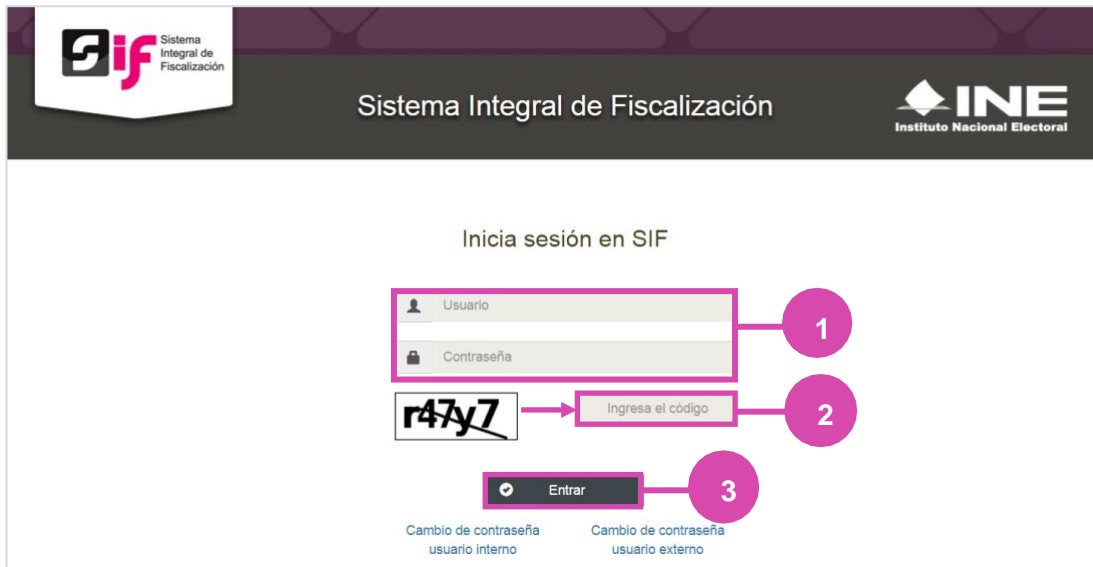 Sif
Sistema
Integral de
Fiscalización
Sistema Integral de Fiscalización
INE
Instituto Nacional Electoral
Inicia sesión en SIF
Usuario
1
Contraseña
r47y7
Ingresa el código
2
Entrar
3
Cambio de contraseña
usuario interno
Cambio de contraseña
usuario externo